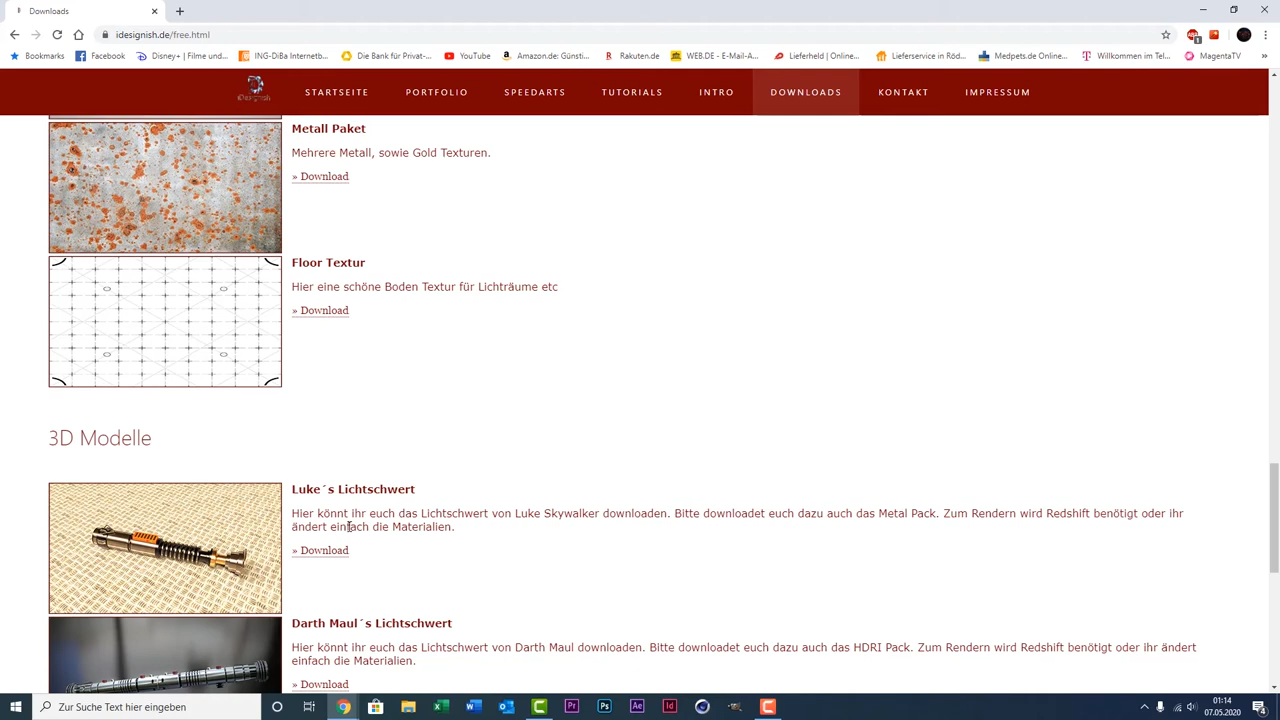 Downloads
idesignish.de/free.html
Bookmarks
Facebook
Disney+ | Filme und...
ING-DiBa Internetb...
Die Bank für Privat-...
YouTube
Amazon.de: Günsti...
Rakuten.de
WEB.DE - E-Mail-A...
Lieferheld | Online...
Lieferservice in Röd...
Medpets.de Online...
Willkommen im Tel...
MagentaTV
STARTSEITE
PORTFOLIO
SPEEDARTS
TUTORIALS
INTRO
DOWNLOADS
KONTAKT
IMPRESSUM
Metall Paket
Mehrere Metall, sowie Gold Texturen.
» Download
Floor Textur
Hier eine schöne Boden Textur für Lichträume etc
» Download
3D Modelle
Luke´s Lichtschwert
Hier könnt ihr euch das Lichtschwert von Luke Skywalker downloaden. Bitte downloadet euch dazu auch das Metal Pack. Zum Rendern wird Redshift benötigt oder ihr
ändert einfach die Materialien.
» Download
Darth Maul´s Lichtschwert
Hier könnt ihr euch das Lichtschwert von Darth Maul downloaden. Bitte downloadet euch dazu auch das HDRI Pack. Zum Rendern wird Redshift benötigt oder ihr ändert
einfach die Materialien.
» Download
Zur Suche Text hier eingeben
01:14
07.05.2020